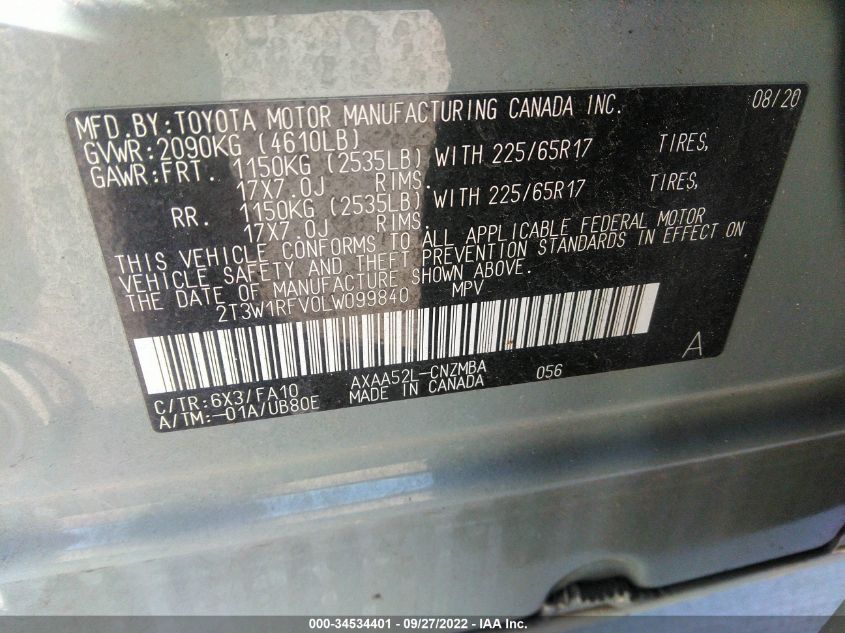 MFD.BY:TOYOTA MOTOR MANUFACTURING CANADA INC. 08/20
GVWR:2090KG (4610LB)
GAWR:FRT. 1150KG (2535LB) WITH 225/65R17 TIRES,
17X7.0J RIMS.
RR. 1150KG (2535LB) WITH 225/65R17 TIRES,
17X7.0J RIMS.
THIS VEHICLE CONFORMS TO ALL APPLICABLE FEDERAL MOTOR
VEHICLE SAFETY AND THEFT PREVENTION STANDARDS IN EFFECT ON
THE DATE OF MANUFACTURE SHOWN ABOVE.
2T3W1RFV0LW099840 MPV
A
C/TR:6X3/FA10 AXAA52L-CNZMBA 056
A/TM:-01A/UB80E MADE IN CANADA
000-34534401 - 09/27/2022 - IAA Inc.